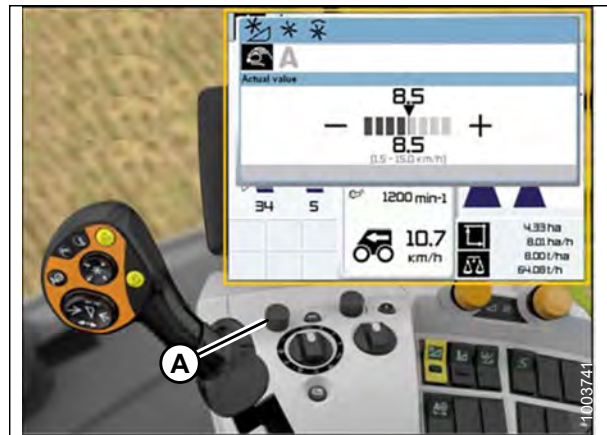 A
Actual value
8.5
− +
8.5
(1.5 - 15.0 km/h)
34 5
1200 min-1
10.7
km/h
4.33 ha
8.01 ha/h
8.00 t/ha
64.08 t/h
A
1003741